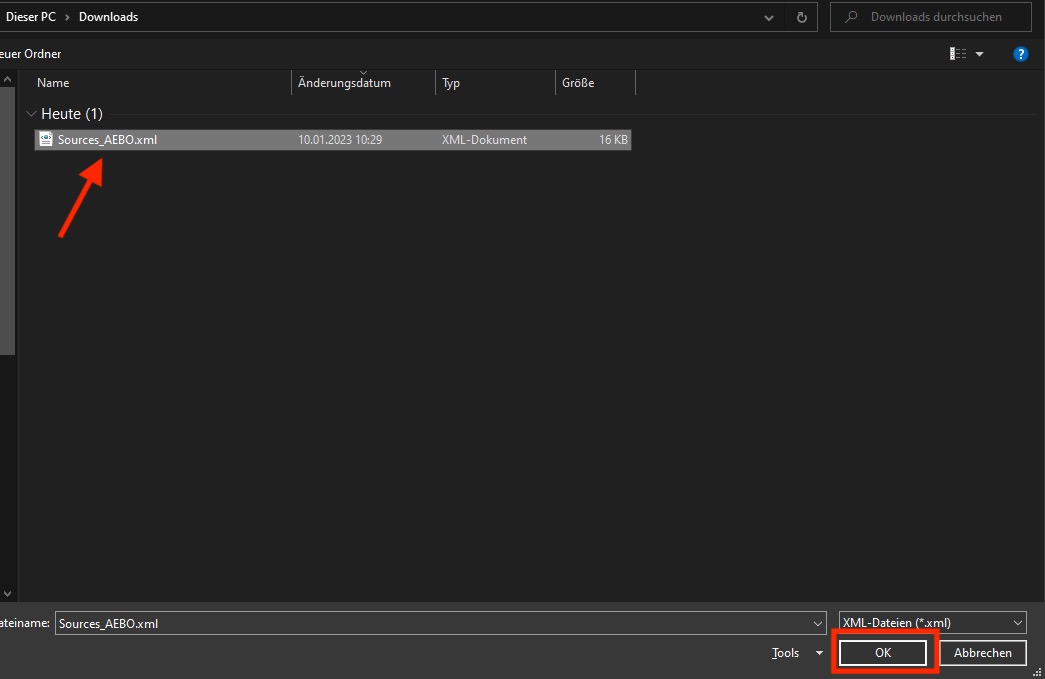 Dieser PC > Downloads
Downloads durchsuchen
euer Ordner
?
Name Änderungsdatum Typ Größe
Heute (1)
Sources_AEBO.xml 10.01.2023 10:29 XML-Dokument 16 KB
ateiname: Sources_AEBO.xml XML-Dateien (*.xml)
Tools OK Abbrechen